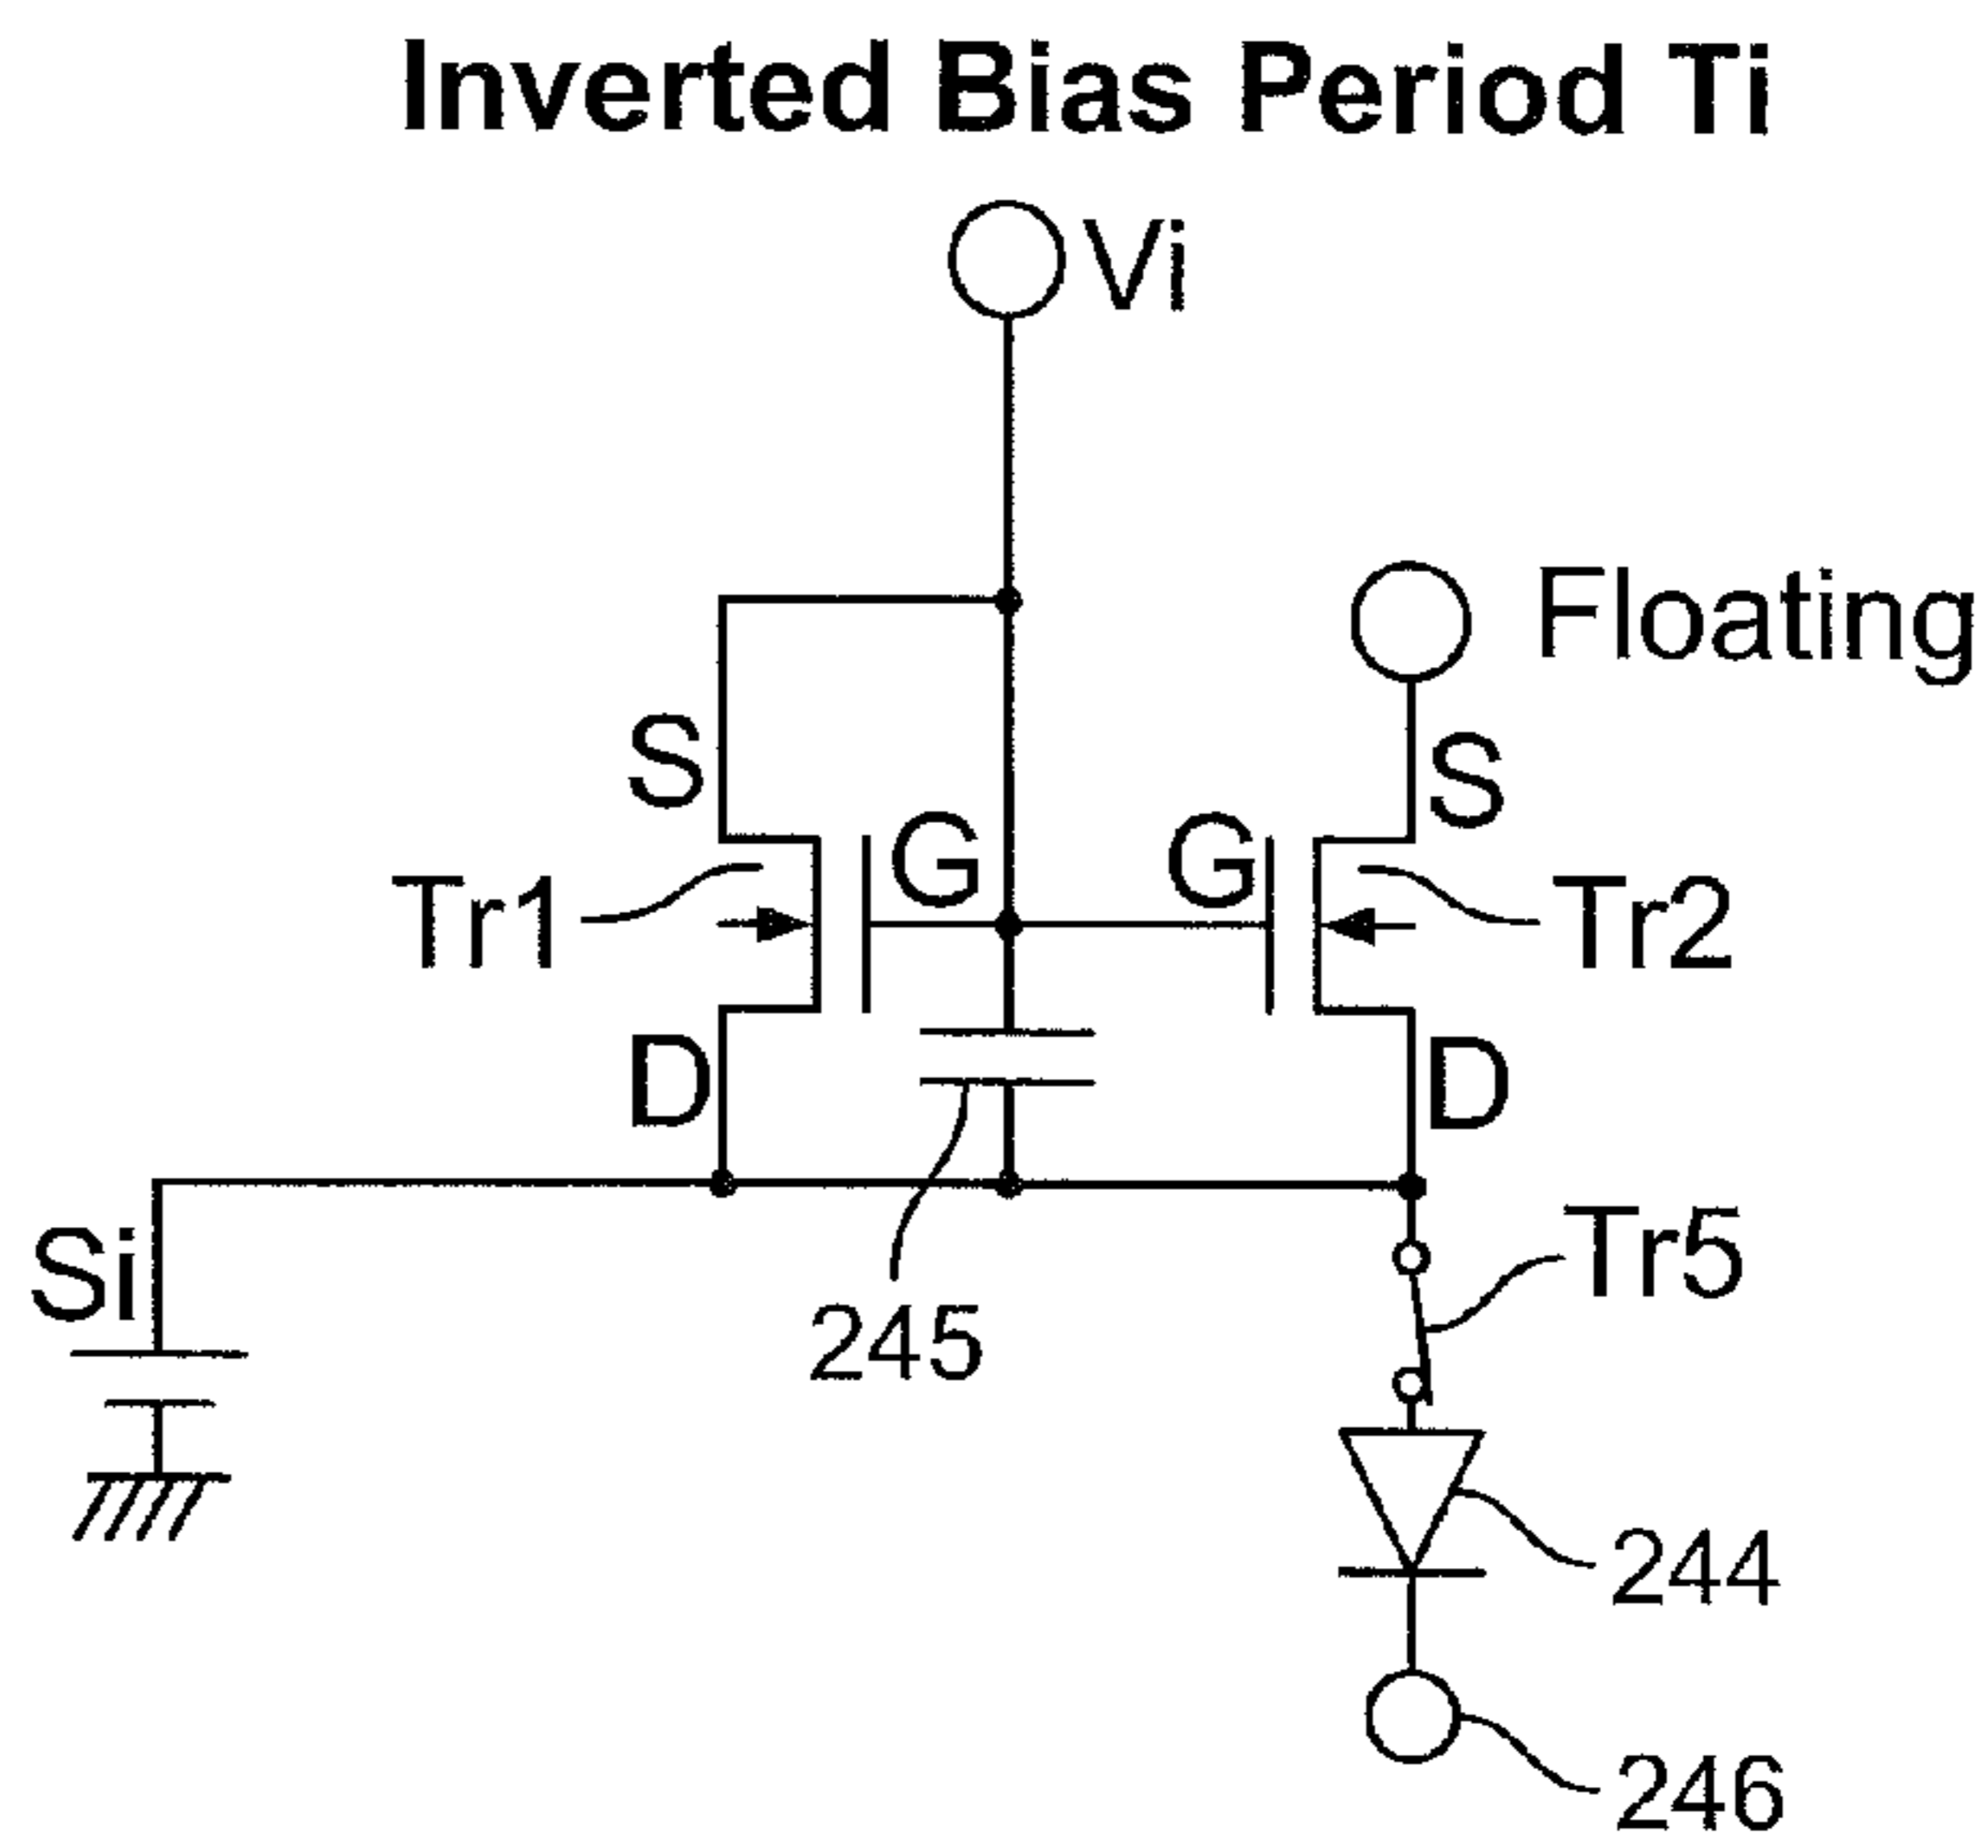 Inverted Bias Period Ti
Vi
Floating
S
S
G
G
Tr1
Tr2
D
D
Si
Tr5
245
244
246